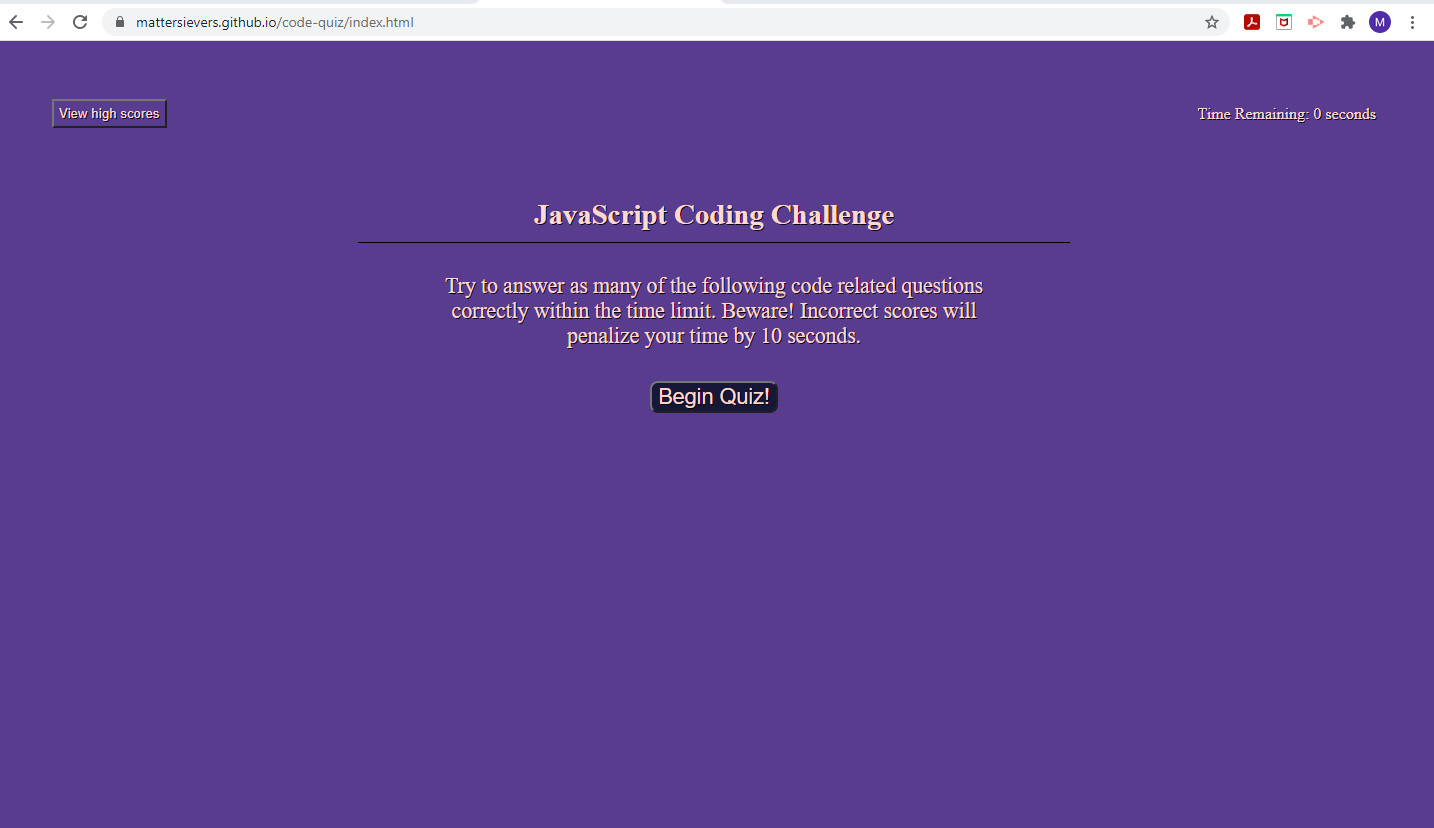 mattersievers.github.io/code-quiz/index.html
M
View high scores
Time Remaining: 0 seconds
JavaScript Coding Challenge
Try to answer as many of the following code related questions
correctly within the time limit. Beware! Incorrect scores will
penalize your time by 10 seconds.
Begin Quiz!